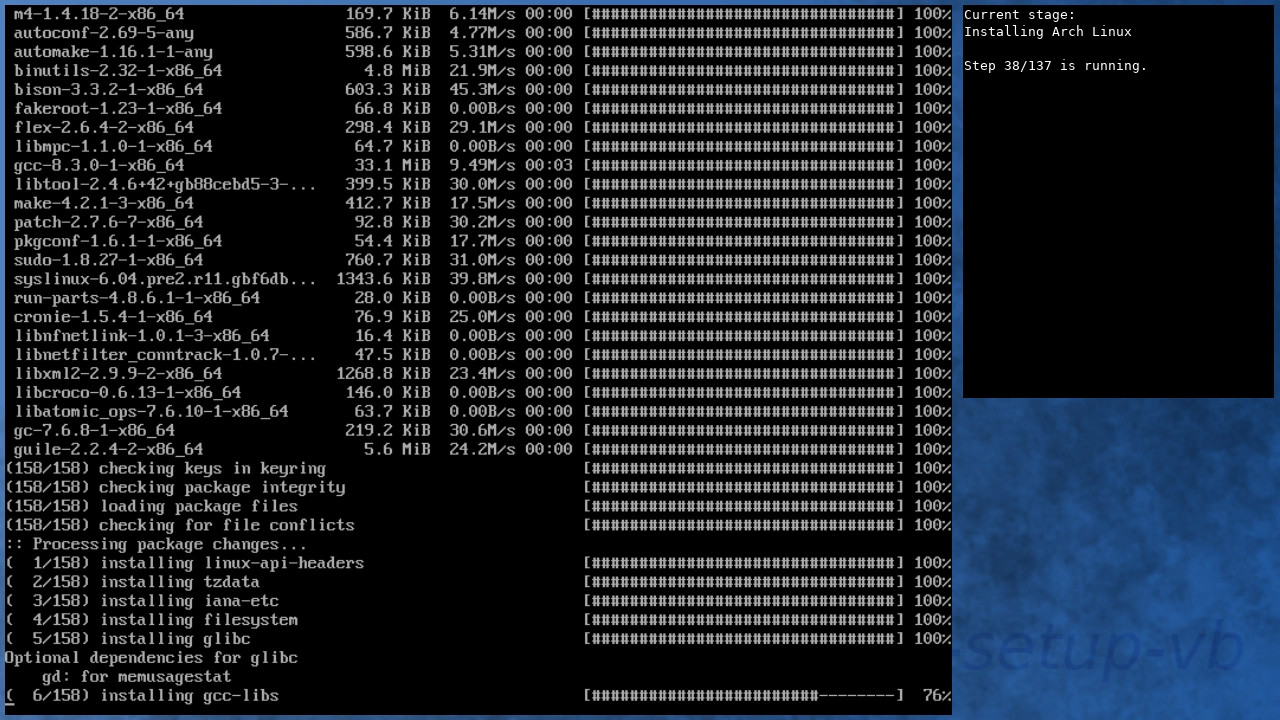 m4-1.4.18-2-x86_64 169.7 KiB 6.14M/s 00:00 [################################] 100%
autoconf-2.69-5-any 586.7 KiB 4.77M/s 00:00 [################################] 100%
automake-1.16.1-1-any 598.6 KiB 5.31M/s 00:00 [################################] 100%
binutils-2.32-1-x86_64 4.8 MiB 21.9M/s 00:00 [################################] 100%
bison-3.3.2-1-x86_64 603.3 KiB 45.3M/s 00:00 [################################] 100%
fakeroot-1.23-1-x86_64 66.8 KiB 0.00B/s 00:00 [################################] 100%
flex-2.6.4-2-x86_64 298.4 KiB 29.1M/s 00:00 [################################] 100%
libmpc-1.1.0-1-x86_64 64.7 KiB 0.00B/s 00:00 [################################] 100%
gcc-8.3.0-1-x86_64 33.1 MiB 9.49M/s 00:03 [################################] 100%
libtool-2.4.6+42+gb88cebd5-3-... 399.5 KiB 30.0M/s 00:00 [################################] 100%
make-4.2.1-3-x86_64 412.7 KiB 17.5M/s 00:00 [################################] 100%
patch-2.7.6-7-x86_64 92.8 KiB 30.2M/s 00:00 [################################] 100%
pkgconf-1.6.1-1-x86_64 54.4 KiB 17.7M/s 00:00 [################################] 100%
sudo-1.8.27-1-x86_64 760.7 KiB 31.0M/s 00:00 [################################] 100%
syslinux-6.04.pre2.r11.gbf6db... 1343.6 KiB 39.8M/s 00:00 [################################] 100%
run-parts-4.8.6.1-1-x86_64 28.0 KiB 0.00B/s 00:00 [################################] 100%
cronie-1.5.4-1-x86_64 76.9 KiB 25.0M/s 00:00 [################################] 100%
libnfnetlink-1.0.1-3-x86_64 16.4 KiB 0.00B/s 00:00 [################################] 100%
libnetfilter_conntrack-1.0.7-... 47.5 KiB 0.00B/s 00:00 [################################] 100%
libxml2-2.9.9-2-x86_64 1268.8 KiB 23.4M/s 00:00 [################################] 100%
libcroco-0.6.13-1-x86_64 146.0 KiB 0.00B/s 00:00 [################################] 100%
libatomic_ops-7.6.10-1-x86_64 63.7 KiB 0.00B/s 00:00 [################################] 100%
gc-7.6.8-1-x86_64 219.2 KiB 30.6M/s 00:00 [################################] 100%
guile-2.2.4-2-x86_64 5.6 MiB 24.2M/s 00:00 [################################] 100%
(158/158) checking keys in keyring [################################] 100%
(158/158) checking package integrity [################################] 100%
(158/158) loading package files [################################] 100%
(158/158) checking for file conflicts [################################] 100%
:: Processing package changes...
( 1/158) installing linux-api-headers [################################] 100%
( 2/158) installing tzdata [################################] 100%
( 3/158) installing iana-etc [################################] 100%
( 4/158) installing filesystem [################################] 100%
( 5/158) installing glibc [################################] 100%
Optional dependencies for glibc
gd: for memusagestat
( 6/158) installing gcc-libs [########################--------] 76%
Current stage:
Installing Arch Linux
Step 38/137 is running.
setup-vb